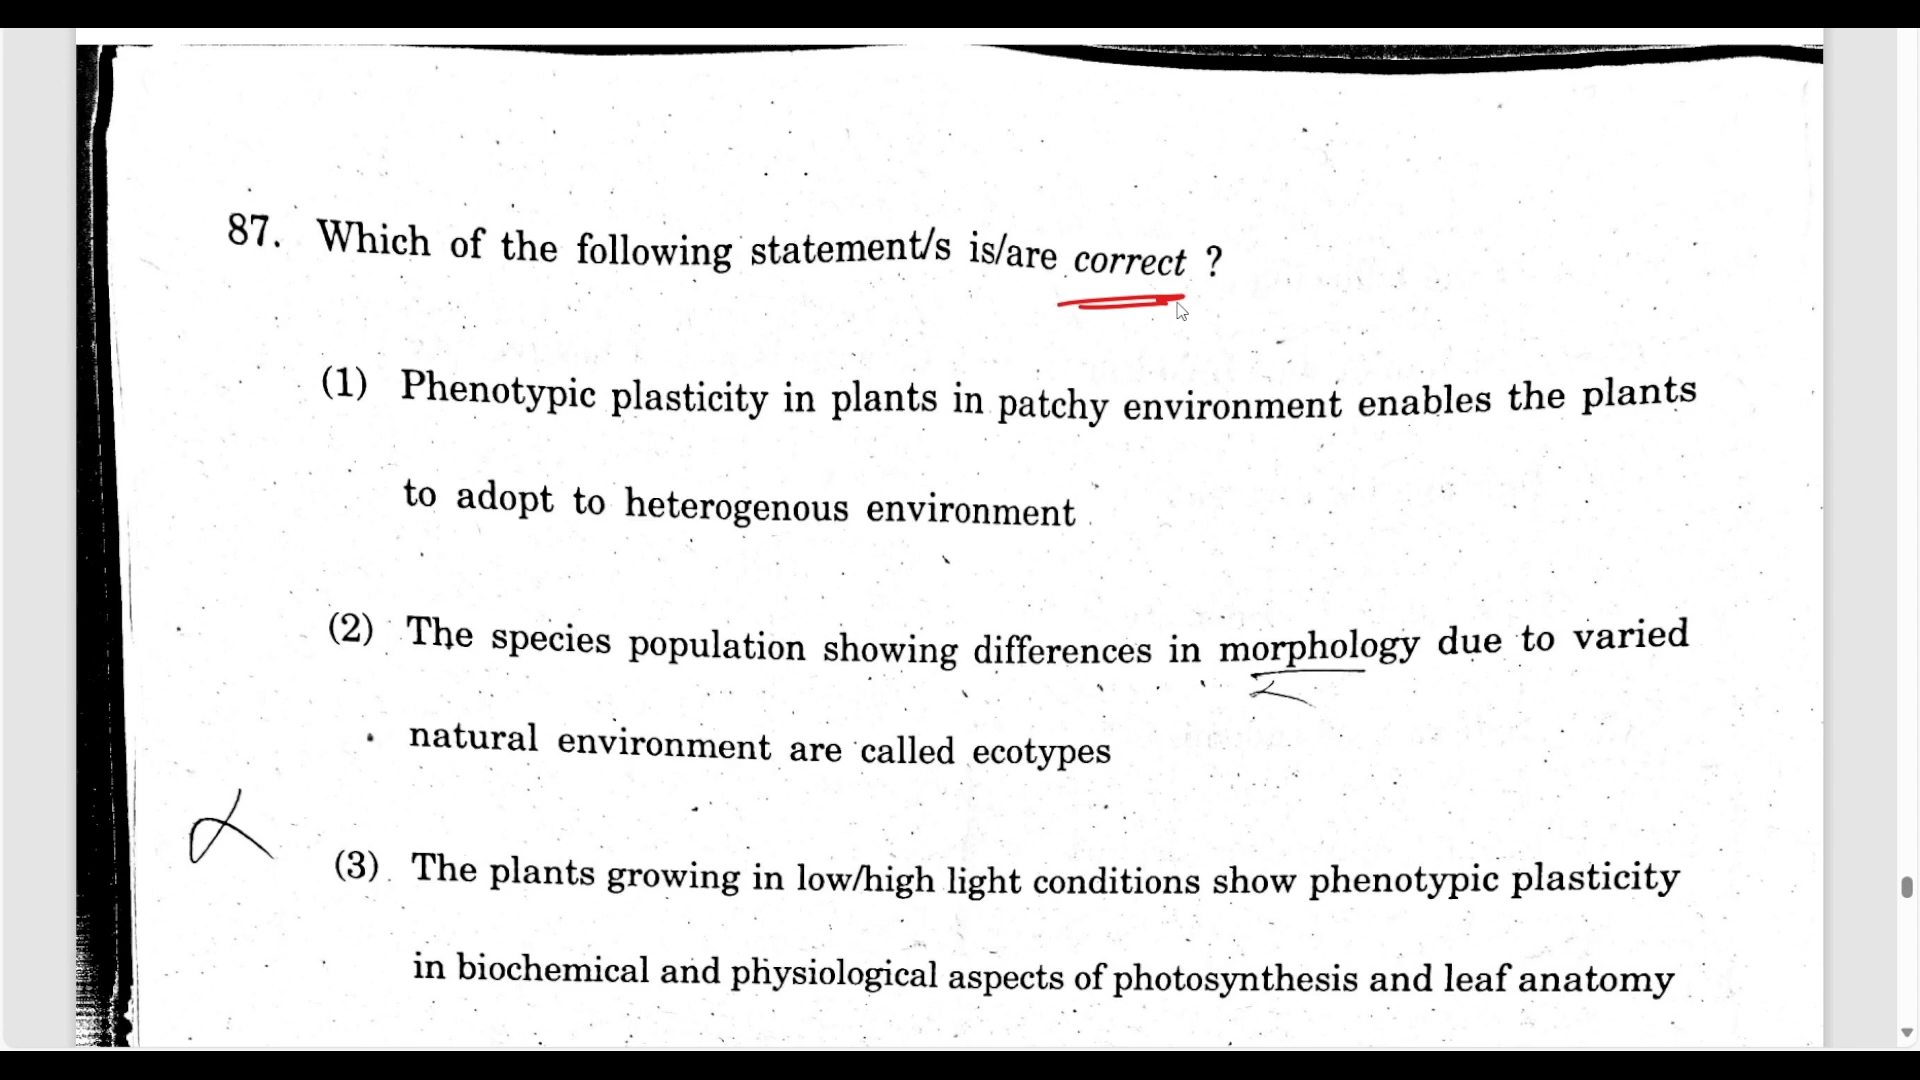 87. Which of the following statement/s is/are correct ?
(1) Phenotypic plasticity in plants in patchy environment enables the plants
to adopt to heterogenous environment
(2) The species population showing differences in morphology due to varied
natural environment are called ecotypes
(3) The plants growing in low/high light conditions show phenotypic plasticity
in biochemical and physiological aspects of photosynthesis and leaf anatomy